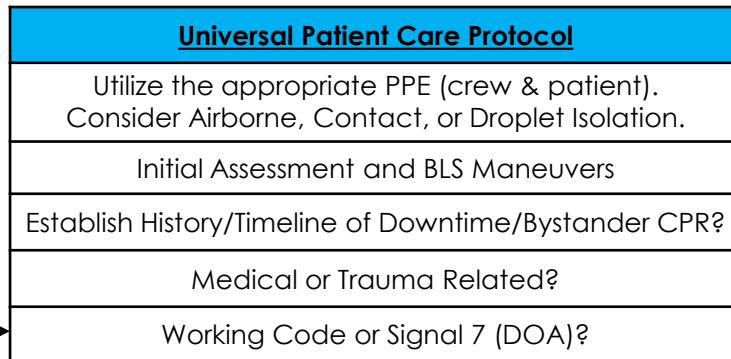 Universal Patient Care Protocol
Utilize the appropriate PPE (crew & patient).
Consider Airborne, Contact, or Droplet Isolation.
Initial Assessment and BLS Maneuvers
Establish History/Timeline of Downtime/Bystander CPR?
Medical or Trauma Related?
Working Code or Signal 7 (DOA)?